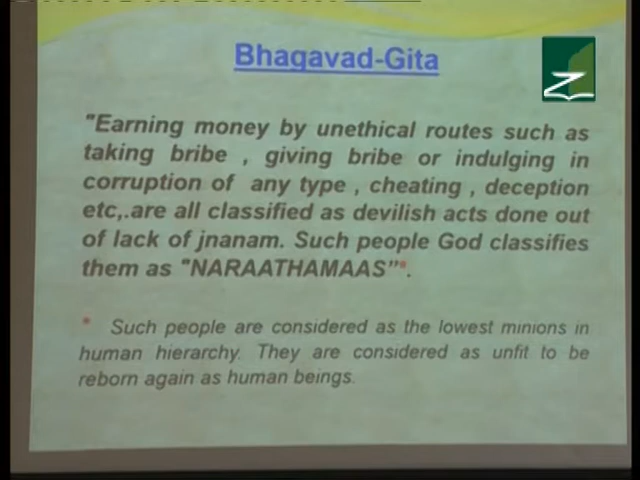 Bhagavad-Gita
"Earning money by unethical routes such as
taking bribe , giving bribe or indulging in
corruption of any type , cheating , deception
etc,.are all classified as devilish acts done out
of lack of jnanam. Such people God classifies
them as "NARAATHAMAAS”*.
* Such people are considered as the lowest minions in
human hierarchy. They are considered as unfit to be
reborn again as human beings.